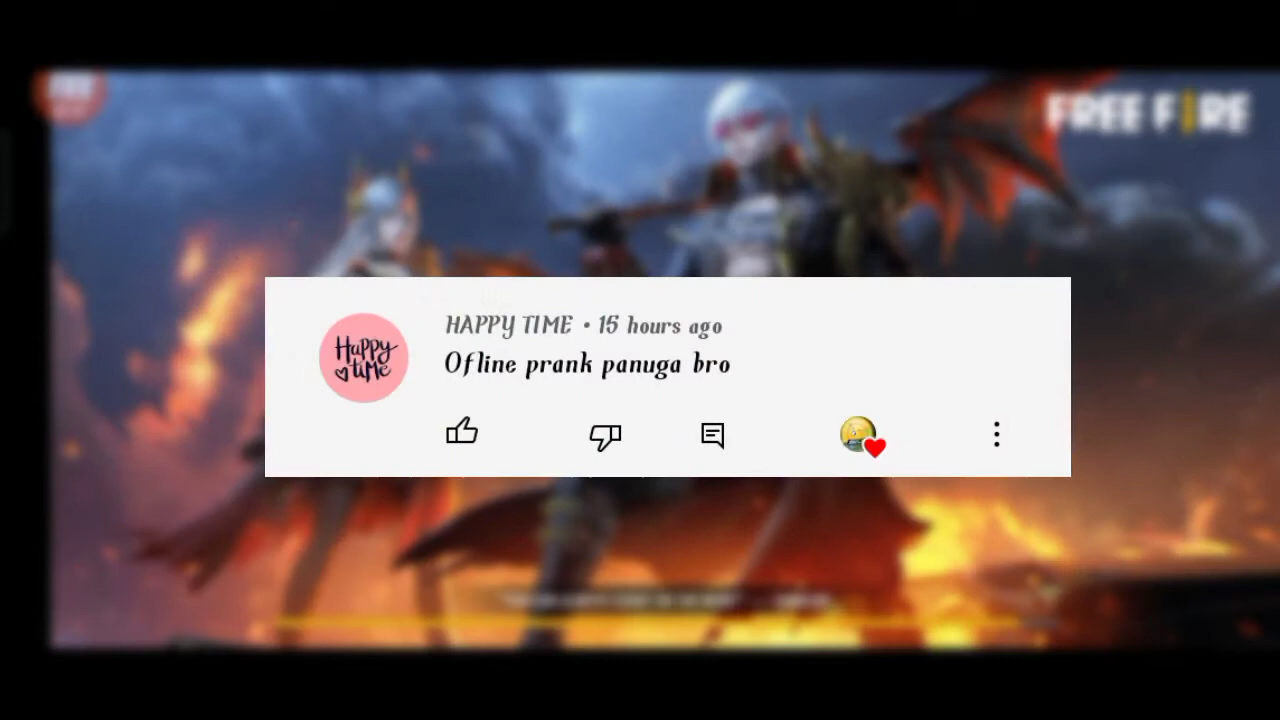 FREE FIRE
HAPPY TIME • 15 hours ago
Happy
time
Ofline prank panuga bro